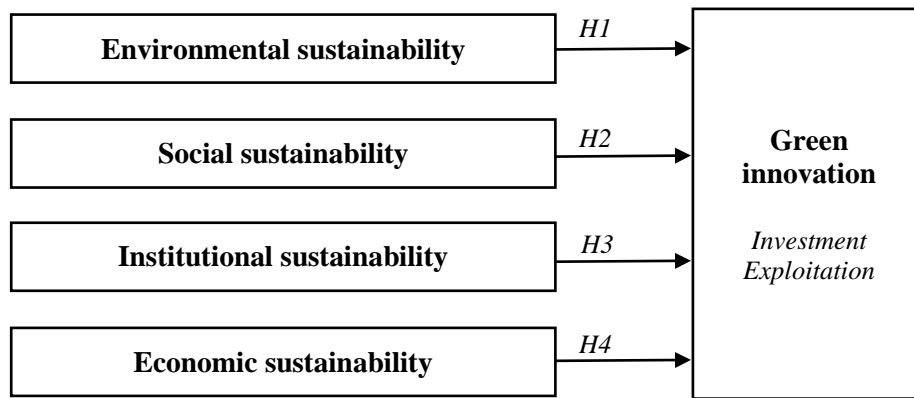 Environmental sustainability
H1
Social sustainability
H2
Institutional sustainability
H3
Economic sustainability
H4
Green
innovation
Investment
Exploitation